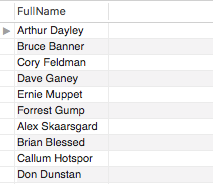 FullName
Arthur Dayley
Bruce Banner
Cory Feldman
Dave Ganey
Ernie Muppet
Forrest Gump
Alex Skaarsgard
Brian Blessed
Callum Hotspor
Don Dunstan